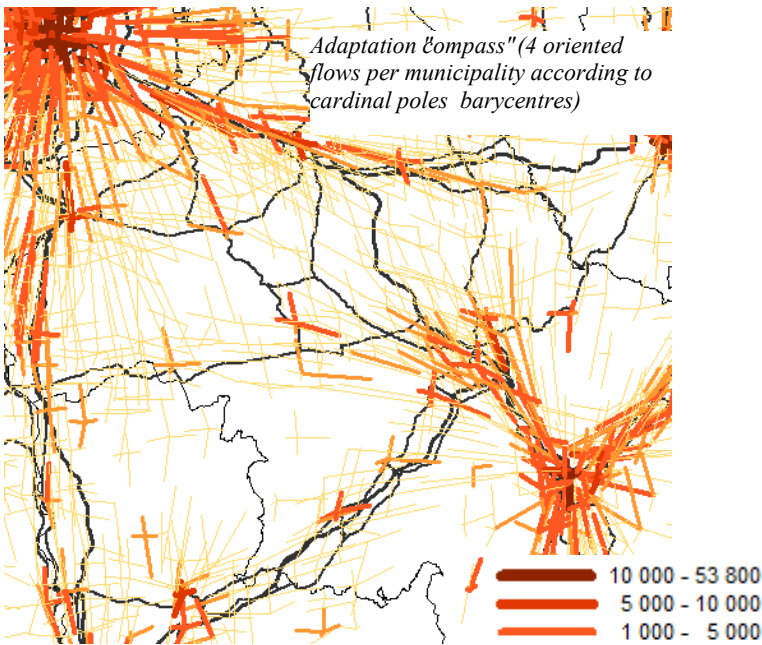 Adaptation "compass" (4 oriented
flows per municipality according to
cardinal poles barycentres)
10 000 - 53 800
5 000 - 10 000
1 000 - 5 000